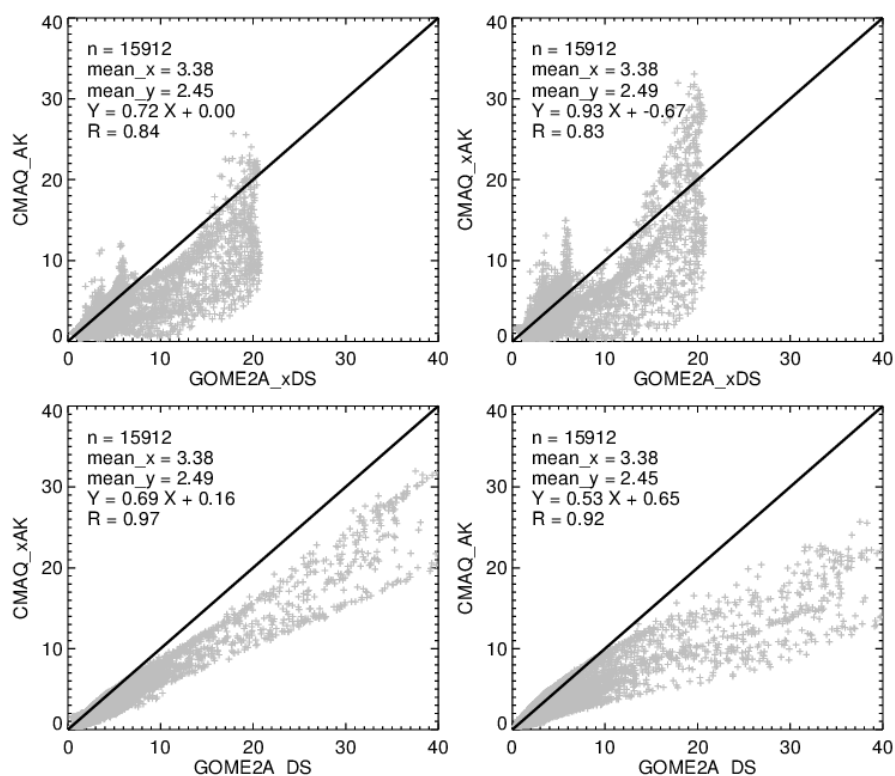 40
30
20
10
0
CMAQ_AK
n = 15912
mean_x = 3.38
mean_y = 2.45
Y = 0.72 X + 0.00
R = 0.84
0 10 20 30 40
GOME2A_xDS
40
30
20
10
0
CMAQ_xAK
n = 15912
mean_x = 3.38
mean_y = 2.49
Y = 0.93 X + -0.67
R = 0.83
0 10 20 30 40
GOME2A_xDS
40
30
20
10
0
CMAQ_xAK
n = 15912
mean_x = 3.38
mean_y = 2.49
Y = 0.69 X + 0.16
R = 0.97
0 10 20 30 40
GOME2A_DS
40
30
20
10
0
CMAQ_AK
n = 15912
mean_x = 3.38
mean_y = 2.45
Y = 0.53 X + 0.65
R = 0.92
0 10 20 30 40
GOME2A_DS